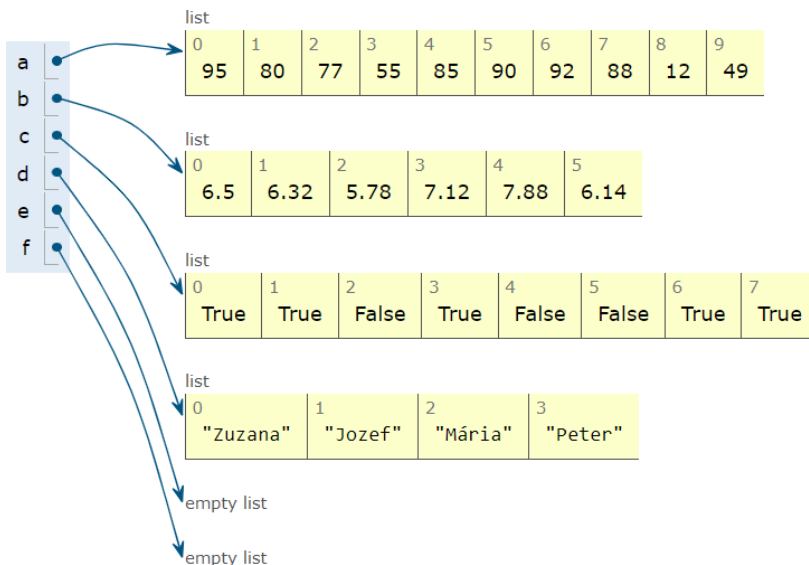 list
0 1 2 3 4 5 6 7 8 9
a 95 80 77 55 85 90 92 88 12 49
b
list
c 0 1 2 3 4 5
d 6.5 6.32 5.78 7.12 7.88 6.14
e
f
list
0 1 2 3 4 5 6 7
True True False True False False True True
list
0 1 2 3
"Zuzana" "Jozef" "Mária" "Peter"
empty list
empty list